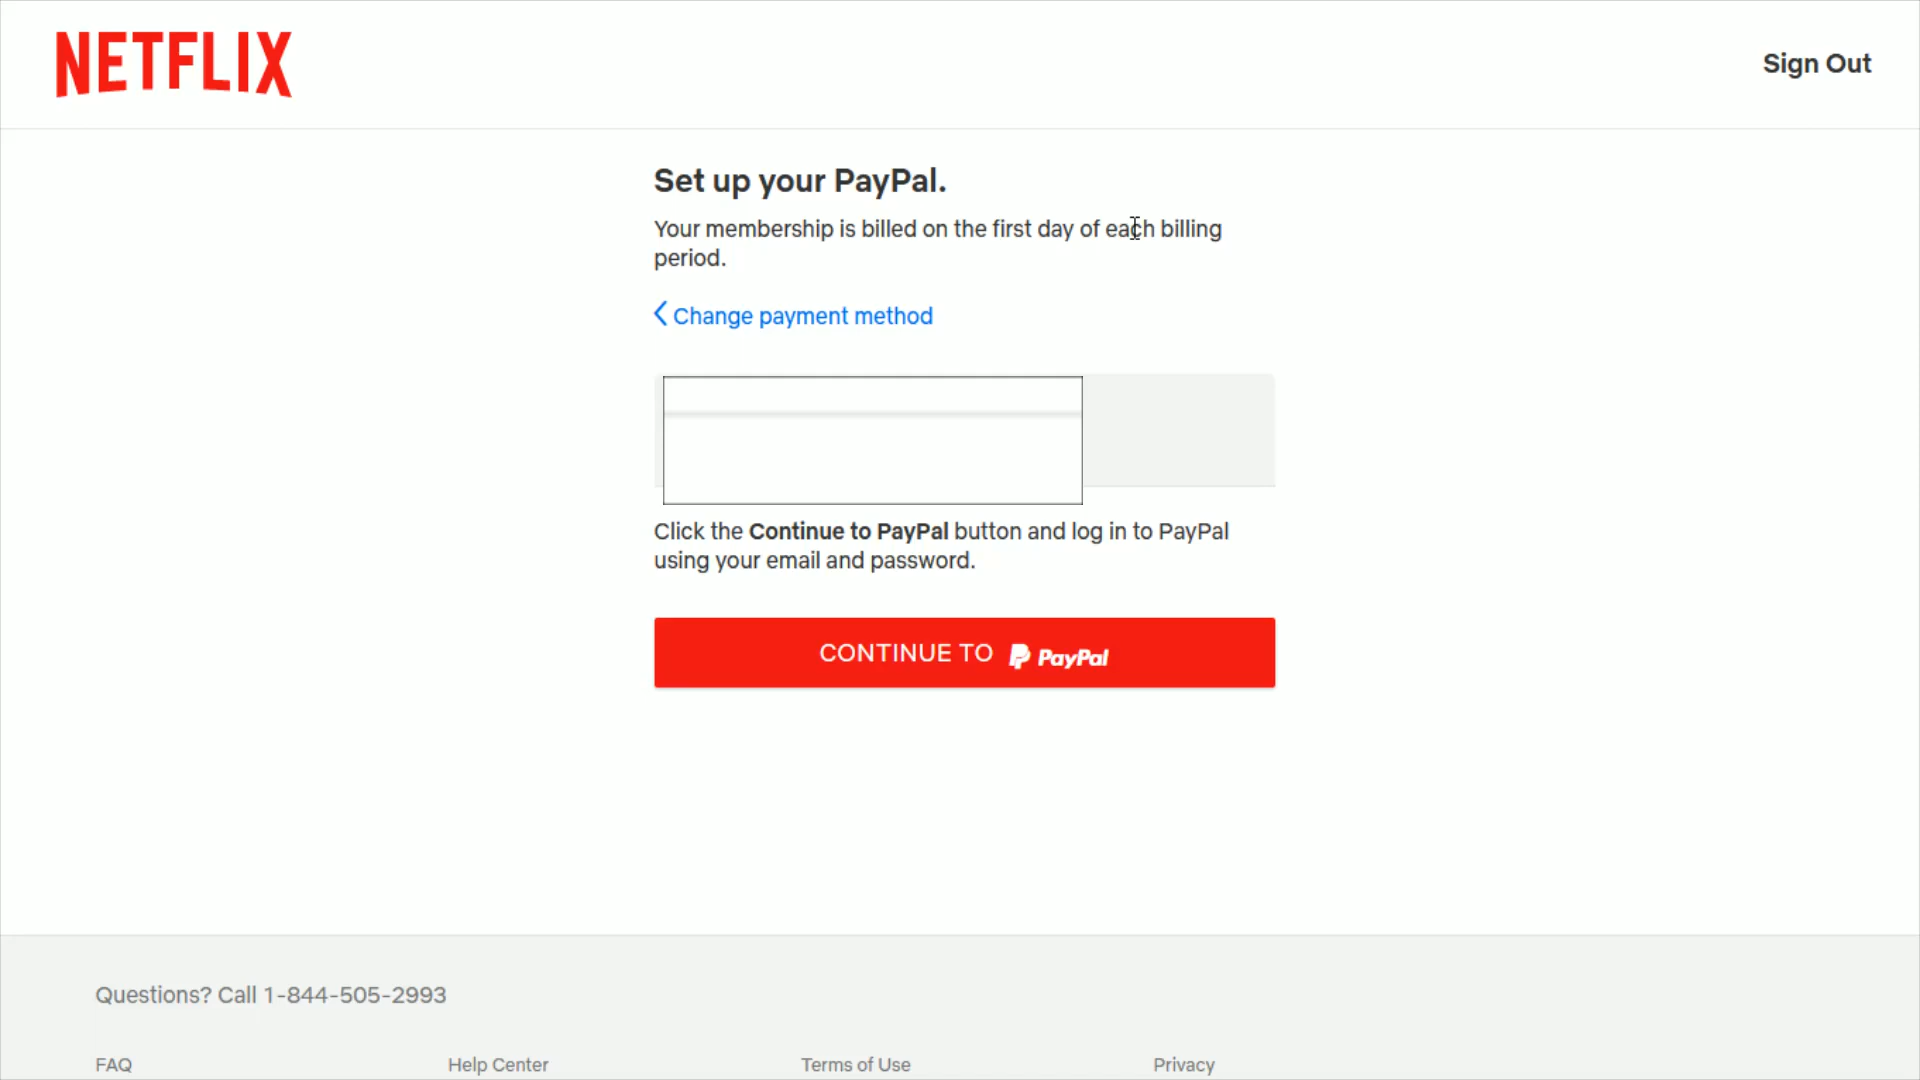 NETFLIX
Sign Out
Set up your PayPal.
Your membership is billed on the first day of each billing
period.
Change payment method
Click the Continue to PayPal button and log in to PayPal
using your email and password.
CONTINUE TO PayPal
Questions? Call 1-844-505-2993
FAQ
Help Center
Terms of Use
Privacy